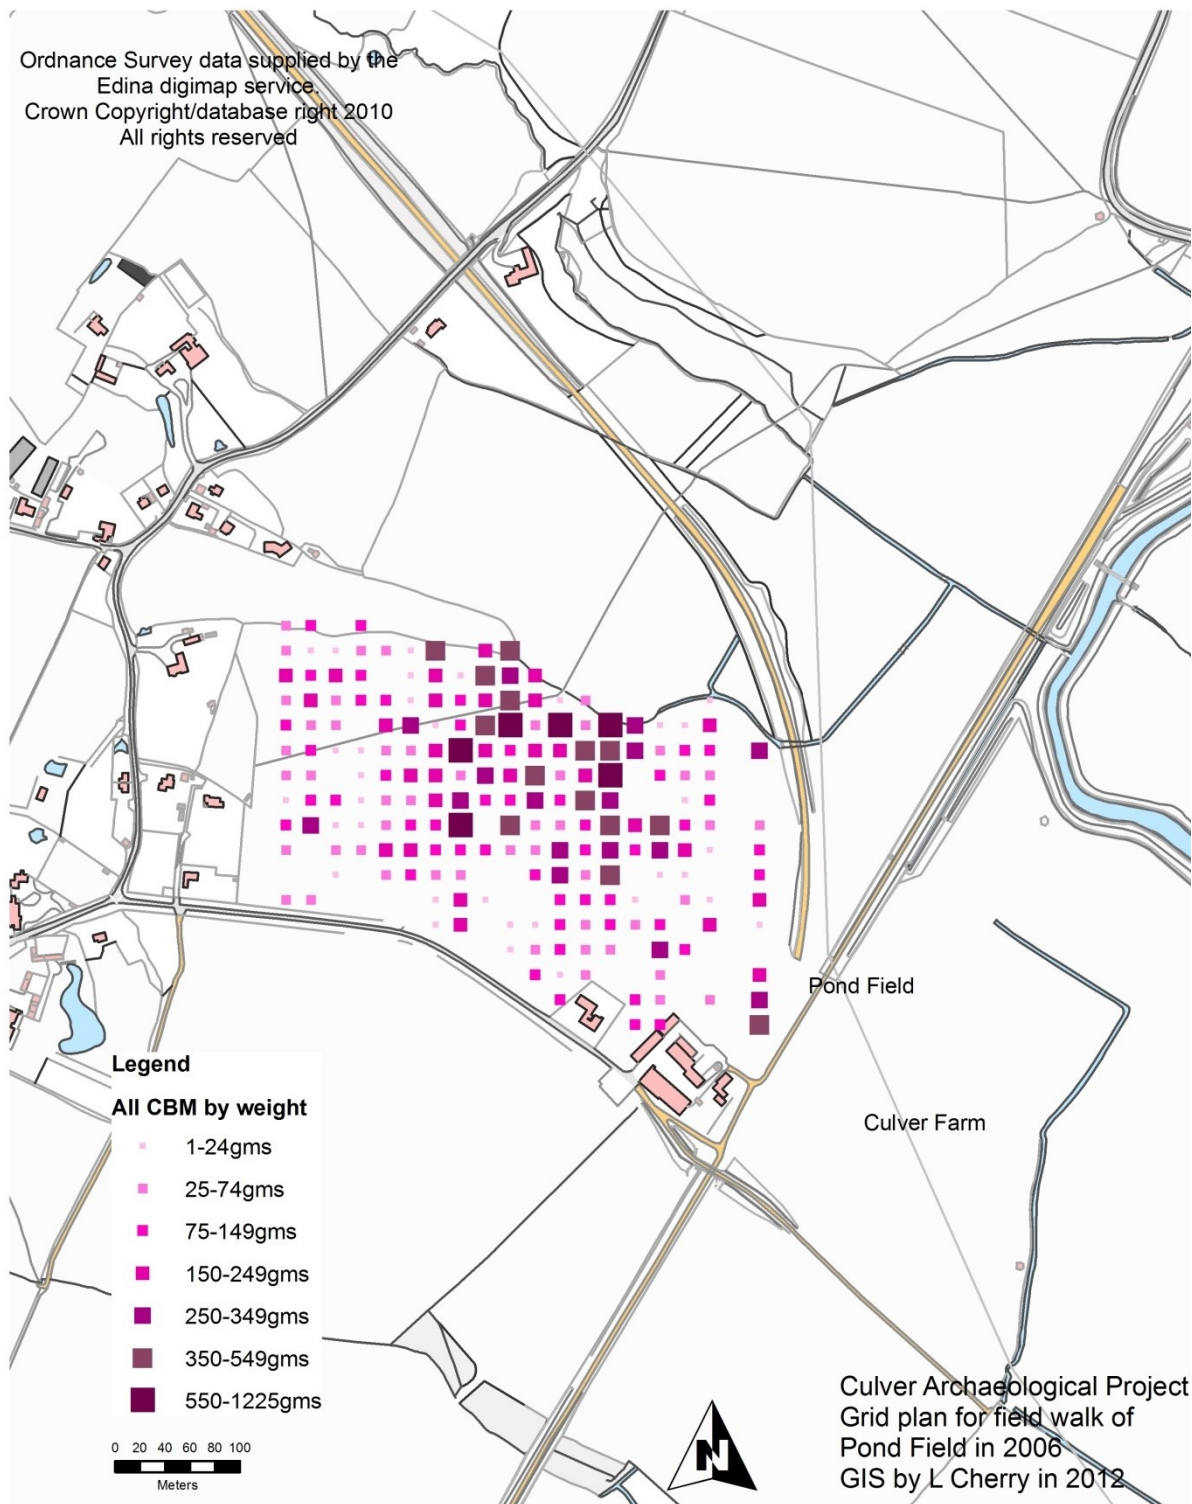 Ordnance Survey data supplied by the
Edina digimap service.
Crown Copyright/database right 2010
All rights reserved
Pond Field
Culver Farm
Legend
All CBM by weight
1-24gms
25-74gms
75-149gms
150-249gms
250-349gms
350-549gms
550-1225gms
0 20 40 60 80 100
Meters
N
Culver Archaeological Project
Grid plan for field walk of
Pond Field in 2006
GIS by L Cherry in 2012